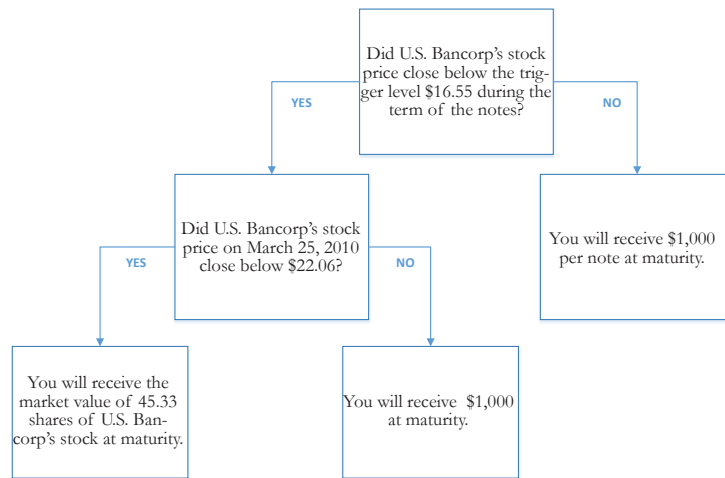 Did U.S. Bancorp's stock
price close below the trig-
ger level $16.55 during the
term of the notes?
YES
NO
Did U.S. Bancorp's stock
price on March 25, 2010
close below $22.06?
You will receive $1,000
per note at maturity.
YES
NO
You will receive the
market value of 45.33
shares of U.S. Ban-
corp's stock at maturity.
You will receive $1,000
at maturity.